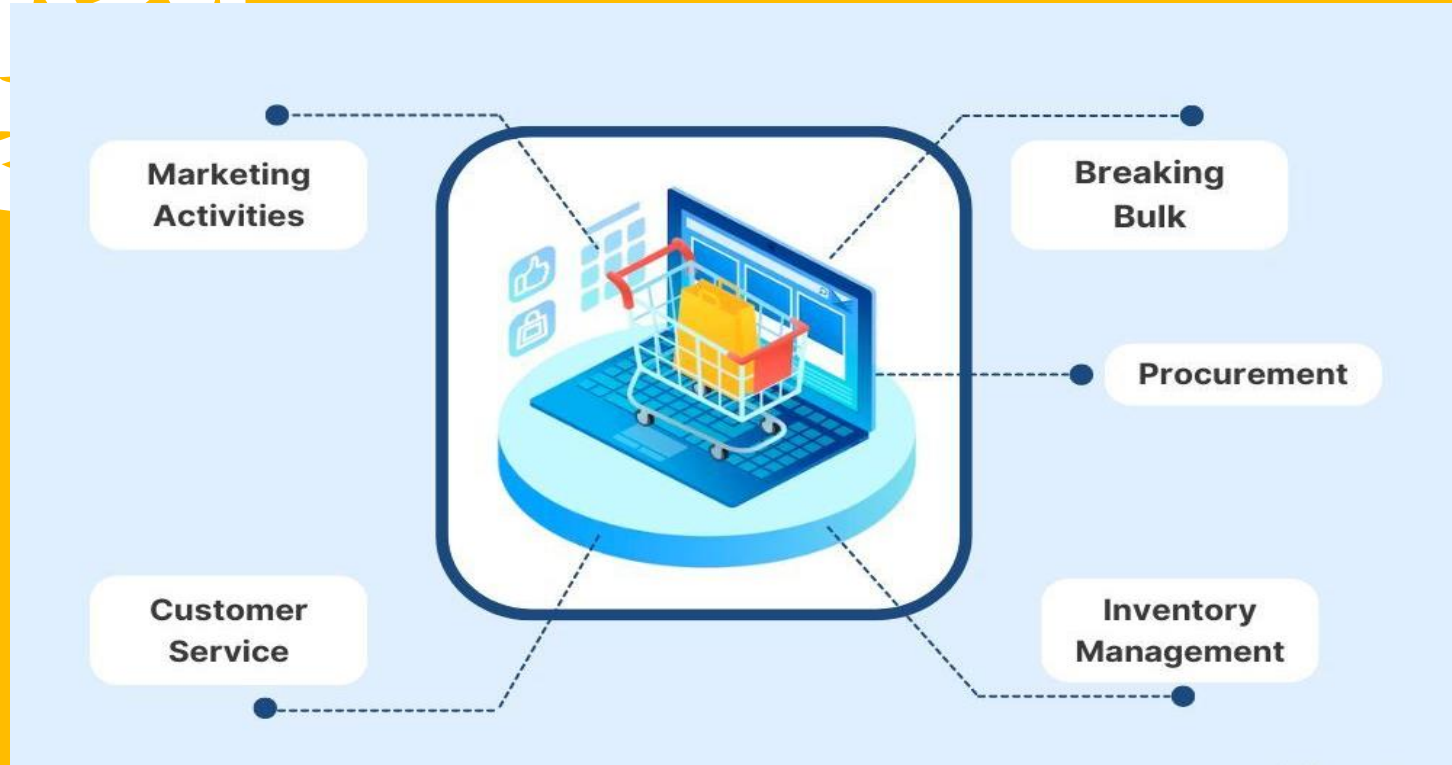 Marketing
Activities
Breaking
Bulk
Procurement
Customer
Service
Inventory
Management